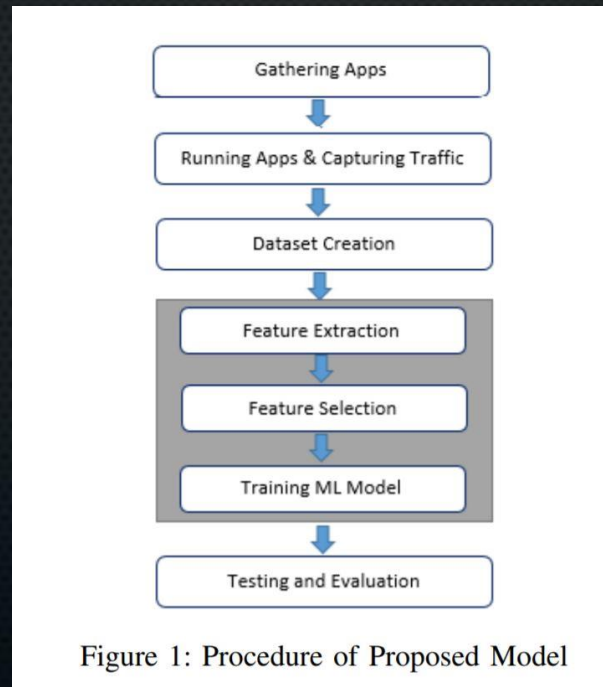 Gathering Apps
Running Apps & Capturing Traffic
Dataset Creation
Feature Extraction
Feature Selection
Training ML Model
Testing and Evaluation
Figure 1: Procedure of Proposed Model